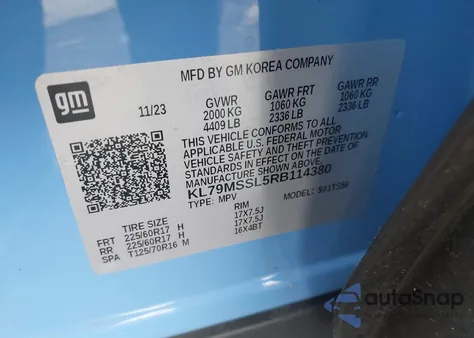 MFD BY GM KOREA COMPANY
gm
11/23
GVWR GAWR FRT GAWR RR
2000 KG 1060 KG 1060 KG
4409 LB 2336 LB 2336 LB
THIS VEHICLE CONFORMS TO ALL
APPLICABLE U.S. FEDERAL MOTOR
VEHICLE SAFETY AND THEFT PREVENTION
STANDARDS IN EFFECT ON THE DATE OF
MANUFACTURE SHOWN ABOVE.
KL79MSSL5RB114380
TYPE: MPV MODEL:
TIRE SIZE RIM
FRT 225/60R17 H 17X7.5J
RR 225/60R17 H 17X7.5J
SPA T125/70R16 M 16X4BT
autoSnap